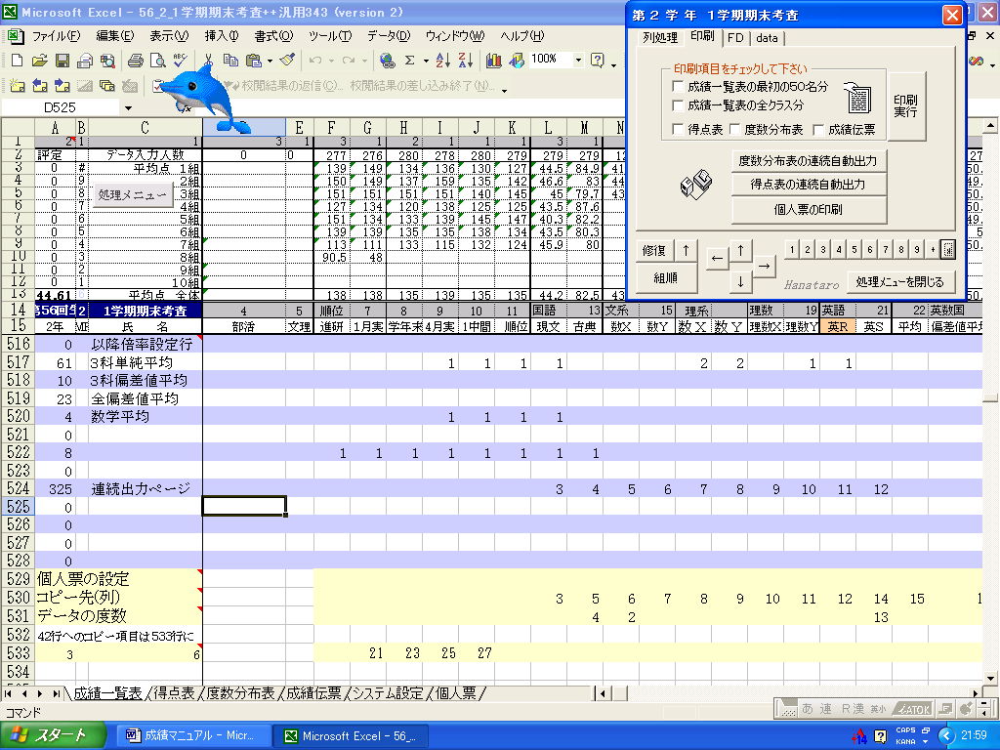 Microsoft Excel - 56_2_1学期期末考査++汎用343 (version 2)
ファイル(F) 編集(E) 表示(V) 挿入(I) 書式(O) ツール(T) データ(D) ウィンドウ(W) ヘルプ(H)
100%
校閲結果の返信(C)... 校閲結果の差し込み終了(N)...
D525
A B C E F G H I J K L M N
1 2 1 1 3 1 3 1 2 1 1 1 3 1
2 評定 データ入力人数 0 0 277 276 280 278 280 279 279 279
3 0 # 平均点 1組 139 149 134 136 130 127 44.5 84.9
4 0 9 2組 150 149 137 159 135 142 46.6 83
5 0 8 3組 151 151 151 151 140 145 45 79.7
6 0 7 4組 127 134 120 138 125 125 43.5 87.6
7 0 6 5組 151 134 133 139 145 147 40.3 82.2
8 0 5 6組 139 139 135 135 138 134 43.5 80.3
9 0 4 7組 113 111 133 115 132 124 45.9 80
10 0 3 8組 90.5 48
11 0 2 9組
12 0 1 10組
13 44.61 平均点 全体 138 138 135 139 135 135 44.2 82.5
処理メニュー
14 2 1学期期末考査 4 5 順位 7 8 9 10 11 国語 13 文系 15 理系 理数 19 英語 21 22 英数国
15 2年 氏 名 部活 文理 進研 1月実 学年末 4月実 1中間 順位 現文 古典 数X 数Y 数 X 数 Y 理数X 理数Y 英R 英S 平均 偏差値平均
516 0 以降倍率設定行
517 61 3科単純平均 1 1 1 1 2 2 1 1
518 10 3科偏差値平均
519 23 全偏差値平均
520 4 数学平均 1 1 1 1
521 0
522 8 1 1 1 1 1 1 1 1
523 0
524 325 連続出力ページ 3 4 5 6 7 8 9 10 11 12
525 0
526 0
527 0
528 0
529 個人票の設定
530 コピー先(列) 3 5 6 7 8 9 10 11 12 14 15
531 データの度数 4 2 13
532 42行へのコピー項目は533行に
533 3 6 21 23 25 27
534
成績一覧表 得点表 度数分布表 成績伝票 システム設定 個人票
コマンド
第 2 学 年 1学期期末考査
列処理 印刷 FD data
印刷項目をチェックして下さい
成績一覧表の最初の50名分
成績一覧表の全クラス分
得点表 度数分布表 成績伝票
印刷
実行
度数分布表の連続自動出力
得点表の連続自動出力
個人票の印刷
修復 ↑ ← ↑ → ↓
組順
1 2 3 4 5 6 7 8 9 +
Hanataro 処理メニューを閉じる
あ 連 R漢 英小 ATOK
スタート
成績マニュアル - Micr...
Microsoft Excel - 56_...
CAPS
KANA
21:59